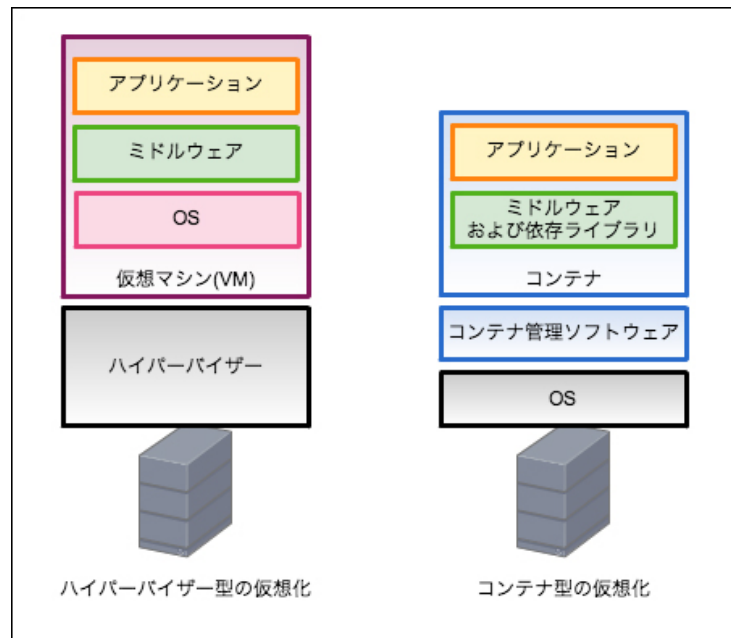 アプリケーション
ミドルウェア
OS
仮想マシン(VM)
ハイパーバイザー
ハイパーバイザー型の仮想化
アプリケーション
ミドルウェア
および依存ライブラリ
コンテナ
コンテナ管理ソフトウェア
OS
コンテナ型の仮想化